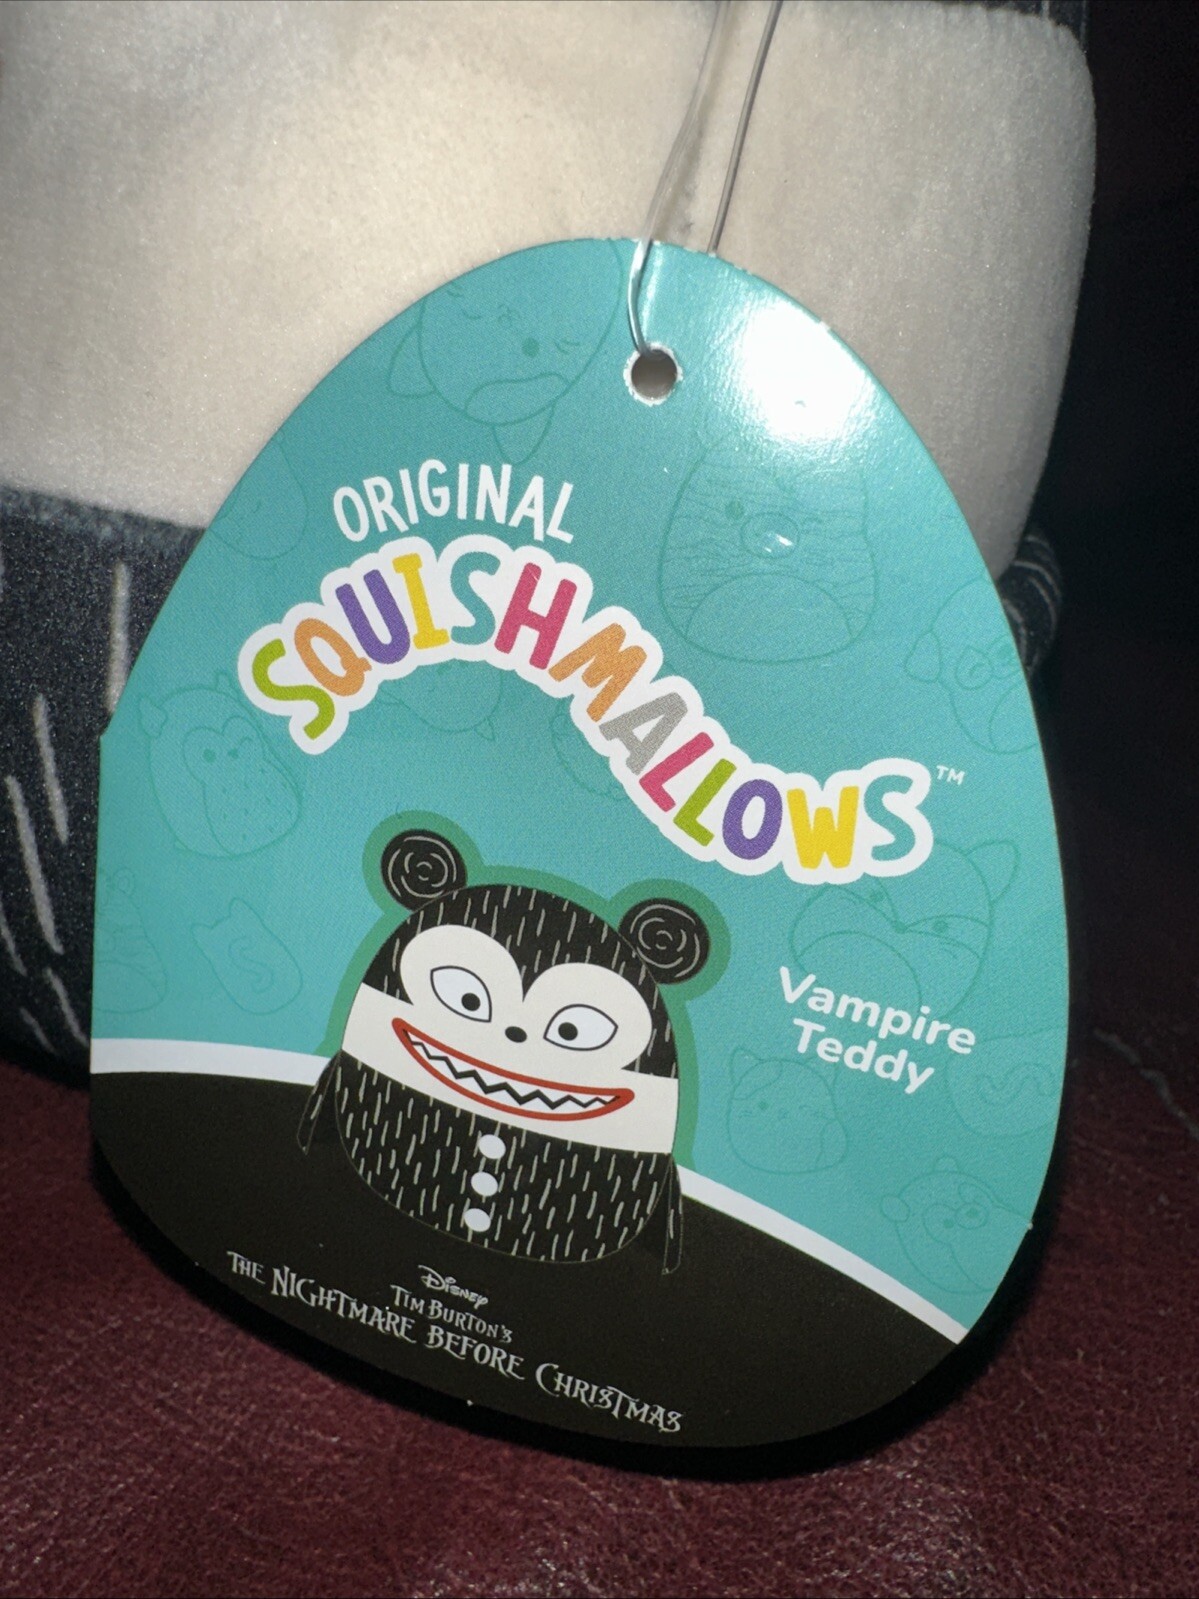 ORIGINAL
SQUISHMALLOWS™
Vampire
Teddy
Disney
TIM BURTON'S
THE NIGHTMARE BEFORE CHRISTMAS
S